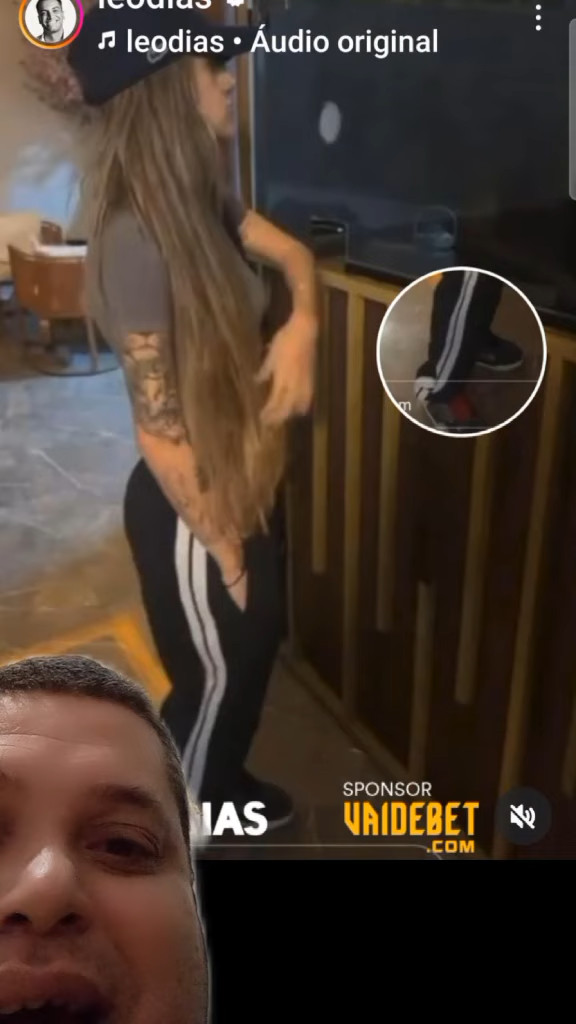 leodias
leodias • Áudio original
m
IAS
SPONSOR
VAIDEBET
.COM